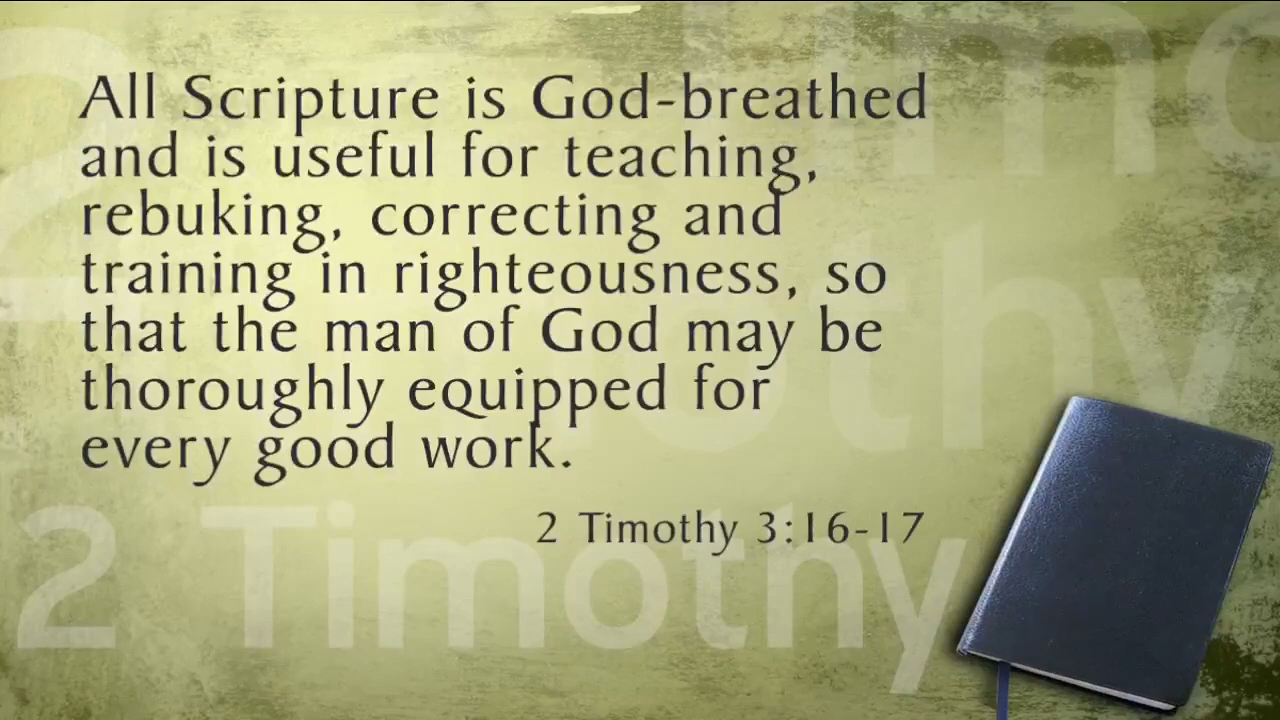 All Scripture is God-breathed
and is useful for teaching,
rebuking, correcting and
training in righteousness, so
that the man of God may be
thoroughly equipped for
every good work.
2 Timothy 3:16-17
2 Timothy